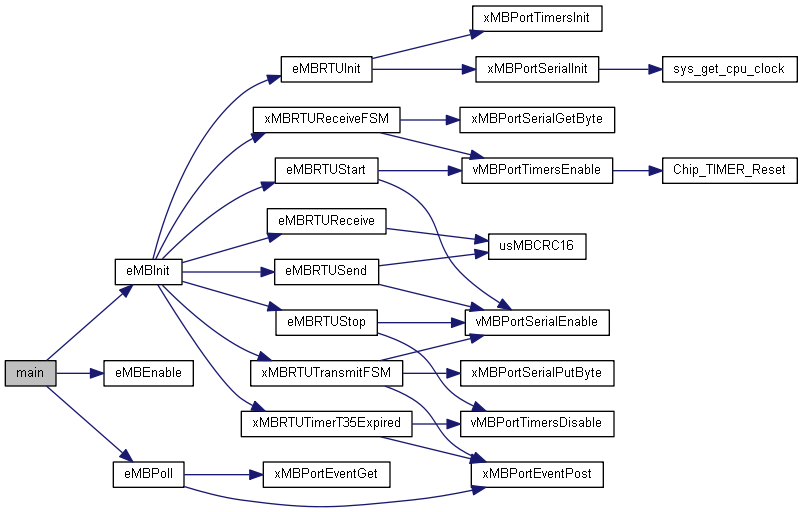 xMBPortTimersInit
eMBRTUInit
xMBPortSerialInit
sys_get_cpu_clock
xMBRTUReceiveFSM
xMBPortSerialGetByte
eMBRTUStart
vMBPortTimersEnable
Chip_TIMER_Reset
eMBRTUReceive
usMBCRC16
eMBInit
eMBRTUSend
eMBRTUStop
vMBPortSerialEnable
main
eMBEnable
xMBRTUTransmitFSM
xMBPortSerialPutByte
xMBRTUTimerT35Expired
vMBPortTimersDisable
eMBPoll
xMBPortEventGet
xMBPortEventPost